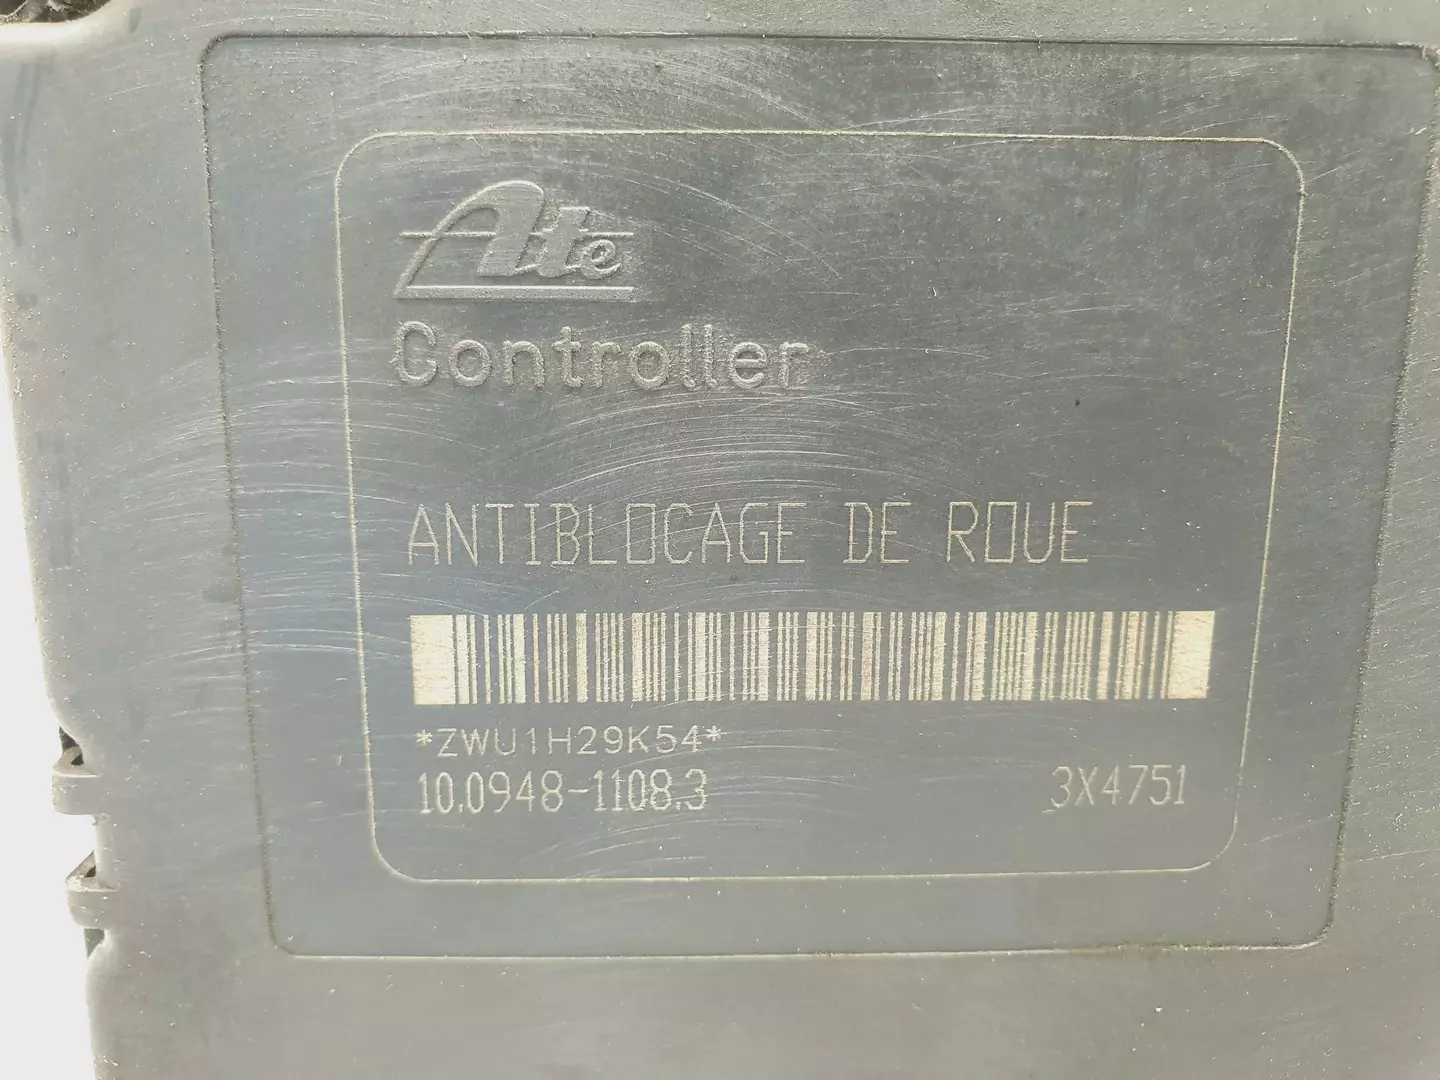 Ate
Controller
ANTIBLOCAGE DE ROUE
*ZWU1H29K54*
10.0948-1108.3 3X4751